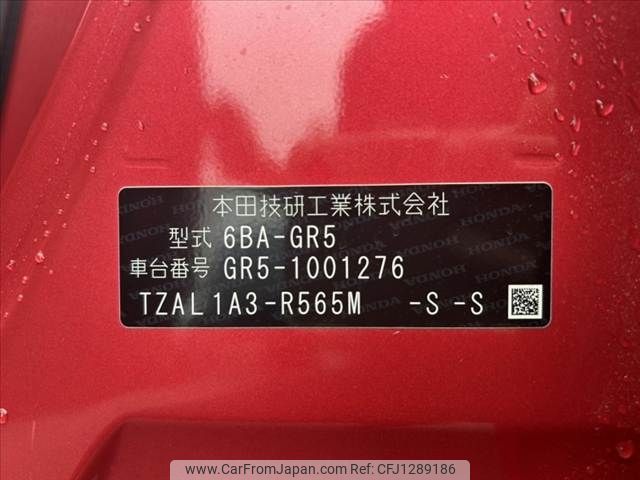 本田技研工業株式会社
型式 6BA-GR5
車台番号 GR5-1001276
TZAL1A3-R565M -S -S
www.CarFromJapan.com CFJ1289186